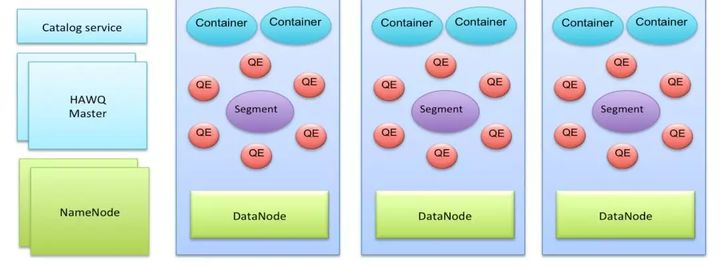 Catalog service
HAWQ
Master
NameNode
Container Container
QE
QE QE
Segment
QE QE
QE
DataNode
Container Container
QE
QE QE
Segment
QE QE
QE
DataNode
Container Container
QE
QE QE
Segment
QE QE
QE
DataNode